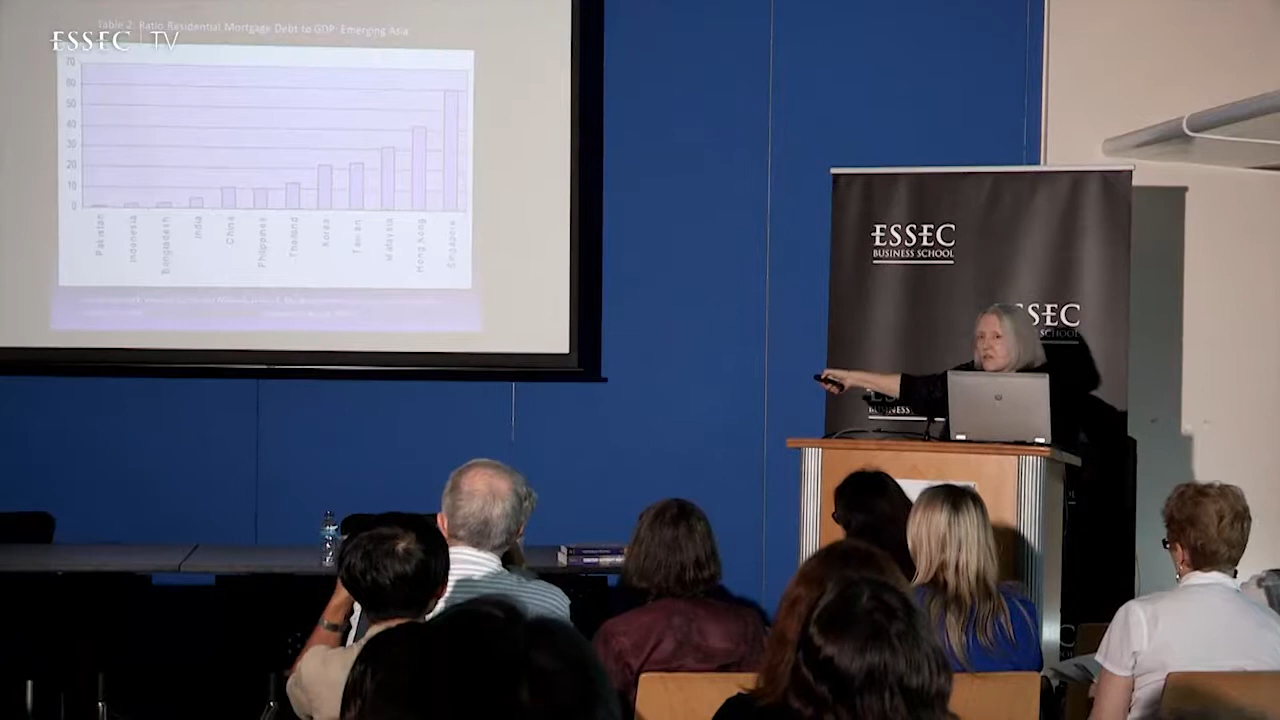 Table 2: Ratio Residential Mortgage Debt to GDP: Emerging Asia
ESSEC | TV
70
60
50
40
30
20
10
0
Pakistan
Indonesia
Bangladesh
India
China
Philippines
Thailand
Korea
Taiwan
Malaysia
Hong Kong
Singapore
ESSEC
BUSINESS SCHOOL
SSEC
SCHOOL
BUSINESS